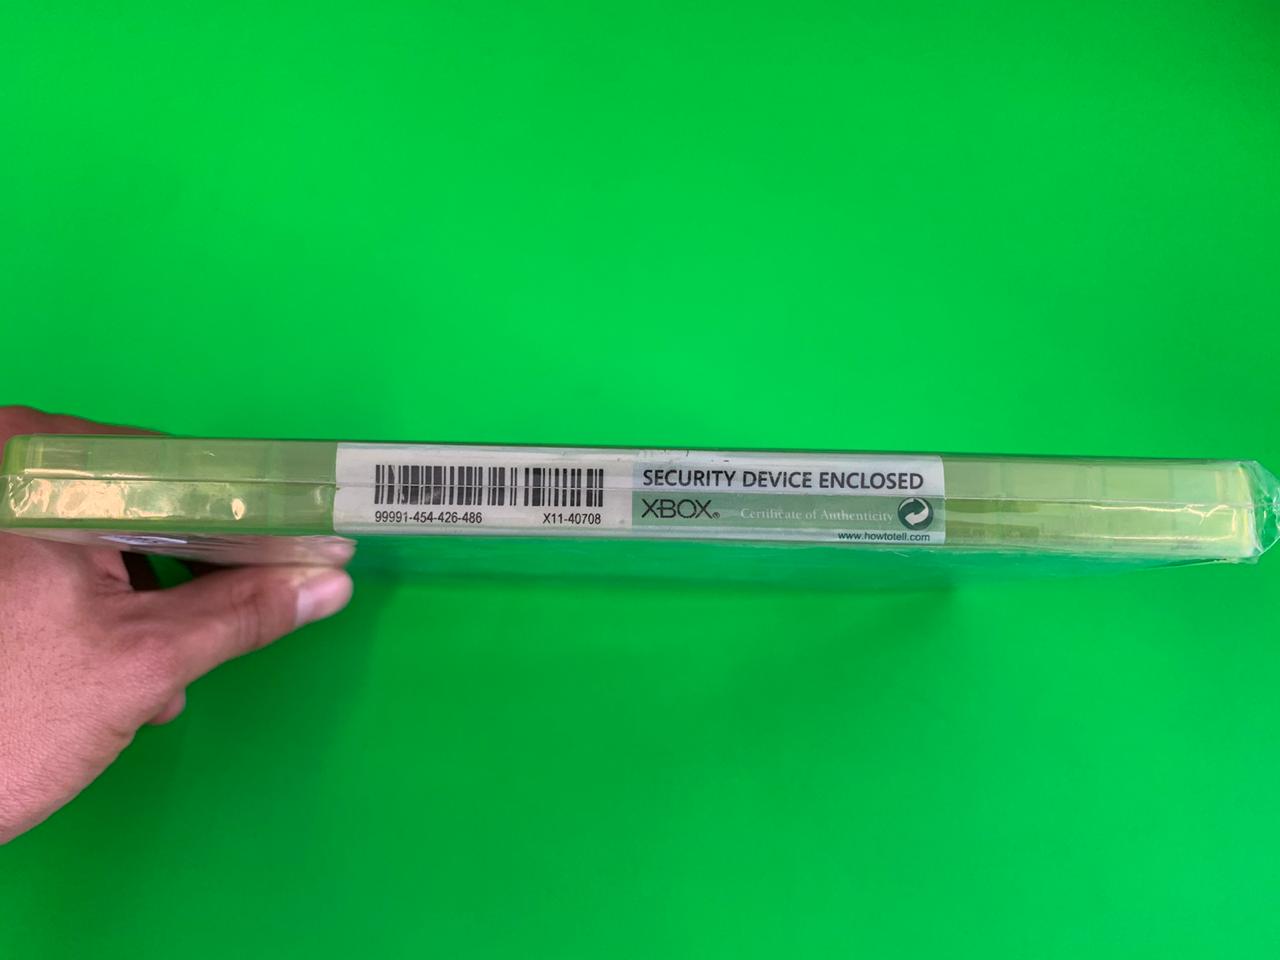 99991-454-426-486 X11-40708
SECURITY DEVICE ENCLOSED
XBOX® Certificate of Authenticity
www.howtotell.com